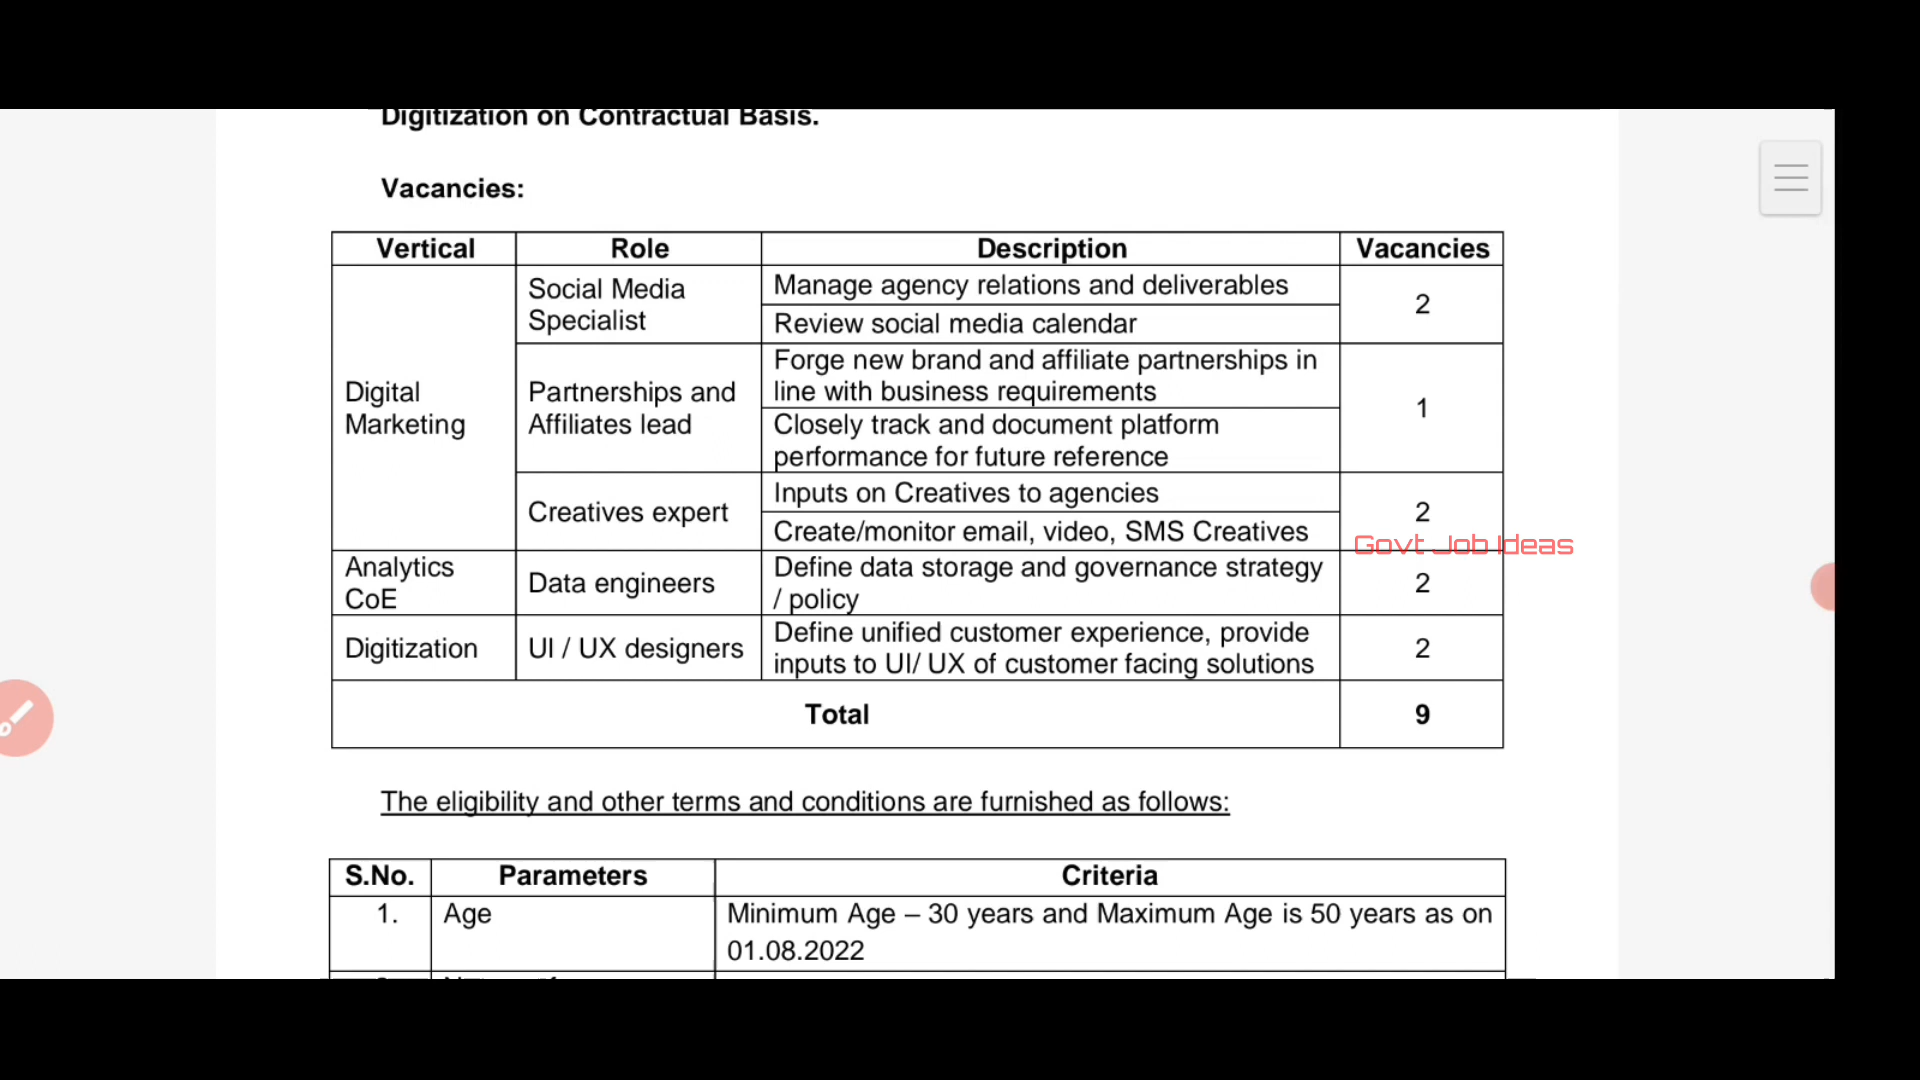 Digitization on Contractual Basis.
Vacancies:
Vertical Role Description Vacancies
Digital
Marketing
Social Media
Specialist
Manage agency relations and deliverables
Review social media calendar
2
Partnerships and
Affiliates lead
Forge new brand and affiliate partnerships in
line with business requirements
Closely track and document platform
performance for future reference
1
Creatives expert
Inputs on Creatives to agencies
Create/monitor email, video, SMS Creatives
2
Govt Job Ideas
Analytics
CoE
Data engineers
Define data storage and governance strategy
/ policy
2
Digitization
UI / UX designers
Define unified customer experience, provide
inputs to UI/ UX of customer facing solutions
2
Total 9
The eligibility and other terms and conditions are furnished as follows:
S.No. Parameters Criteria
1. Age Minimum Age – 30 years and Maximum Age is 50 years as on
01.08.2022